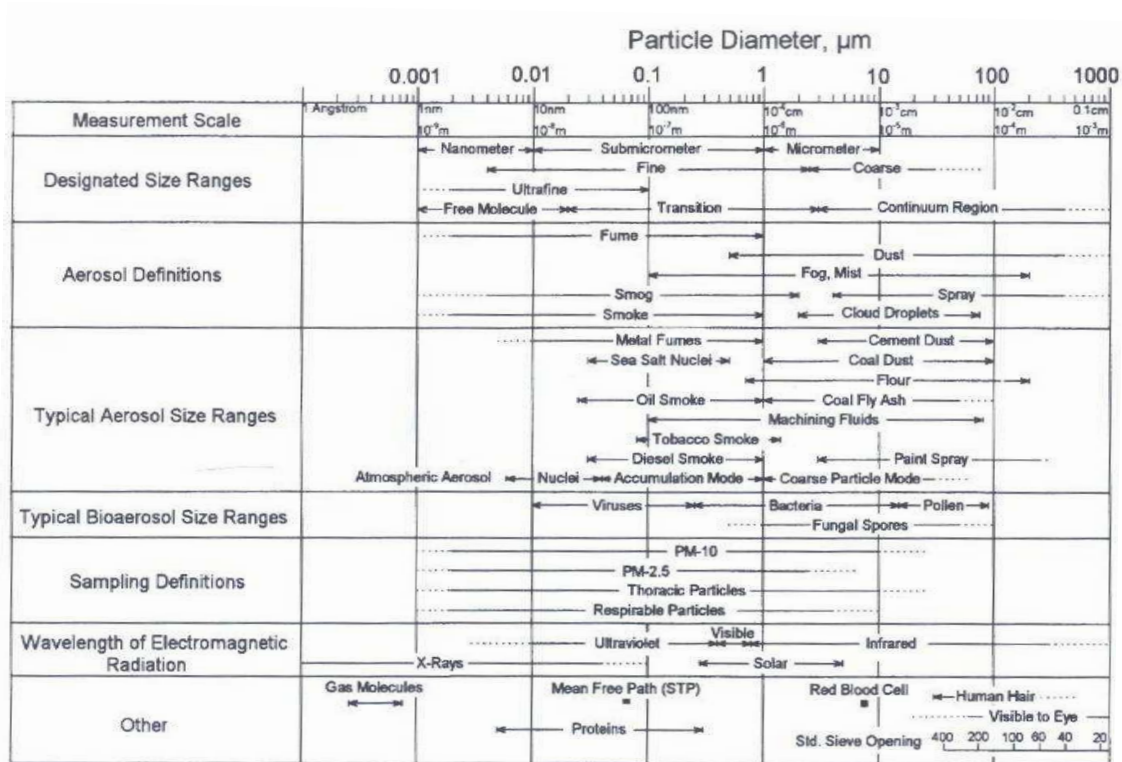 Particle Diameter, µm
0.001 0.01 0.1 1 10 100 1000
Measurement Scale
1 Angstrom 1nm 10nm 100nm 10⁻⁴cm 10⁻³cm 10⁻²cm 0.1cm
10⁻⁹m 10⁻⁸m 10⁻⁷m 10⁻⁶m 10⁻⁵m 10⁻⁴m 10⁻³m
Designated Size Ranges
Nanometer Submicrometer Micrometer
Fine Coarse
Ultrafine
Free Molecule Transition Continuum Region
Aerosol Definitions
Fume
Dust
Fog, Mist
Smog Spray
Smoke Cloud Droplets
Typical Aerosol Size Ranges
Metal Fumes Cement Dust
Sea Salt Nuclei Coal Dust
Flour
Oil Smoke Coal Fly Ash
Machining Fluids
Tobacco Smoke
Diesel Smoke Paint Spray
Atmospheric Aerosol Nuclei Accumulation Mode Coarse Particle Mode
Typical Bioaerosol Size Ranges
Viruses Bacteria Pollen
Fungal Spores
Sampling Definitions
PM-10
PM-2.5
Thoracic Particles
Respirable Particles
Wavelength of Electromagnetic
Radiation
Visible
Ultraviolet Infrared
X-Rays Solar
Other
Gas Molecules Mean Free Path (STP) Red Blood Cell
Human Hair
Visible to Eye
Proteins
Std. Sieve Opening 400 200 100 60 40 20